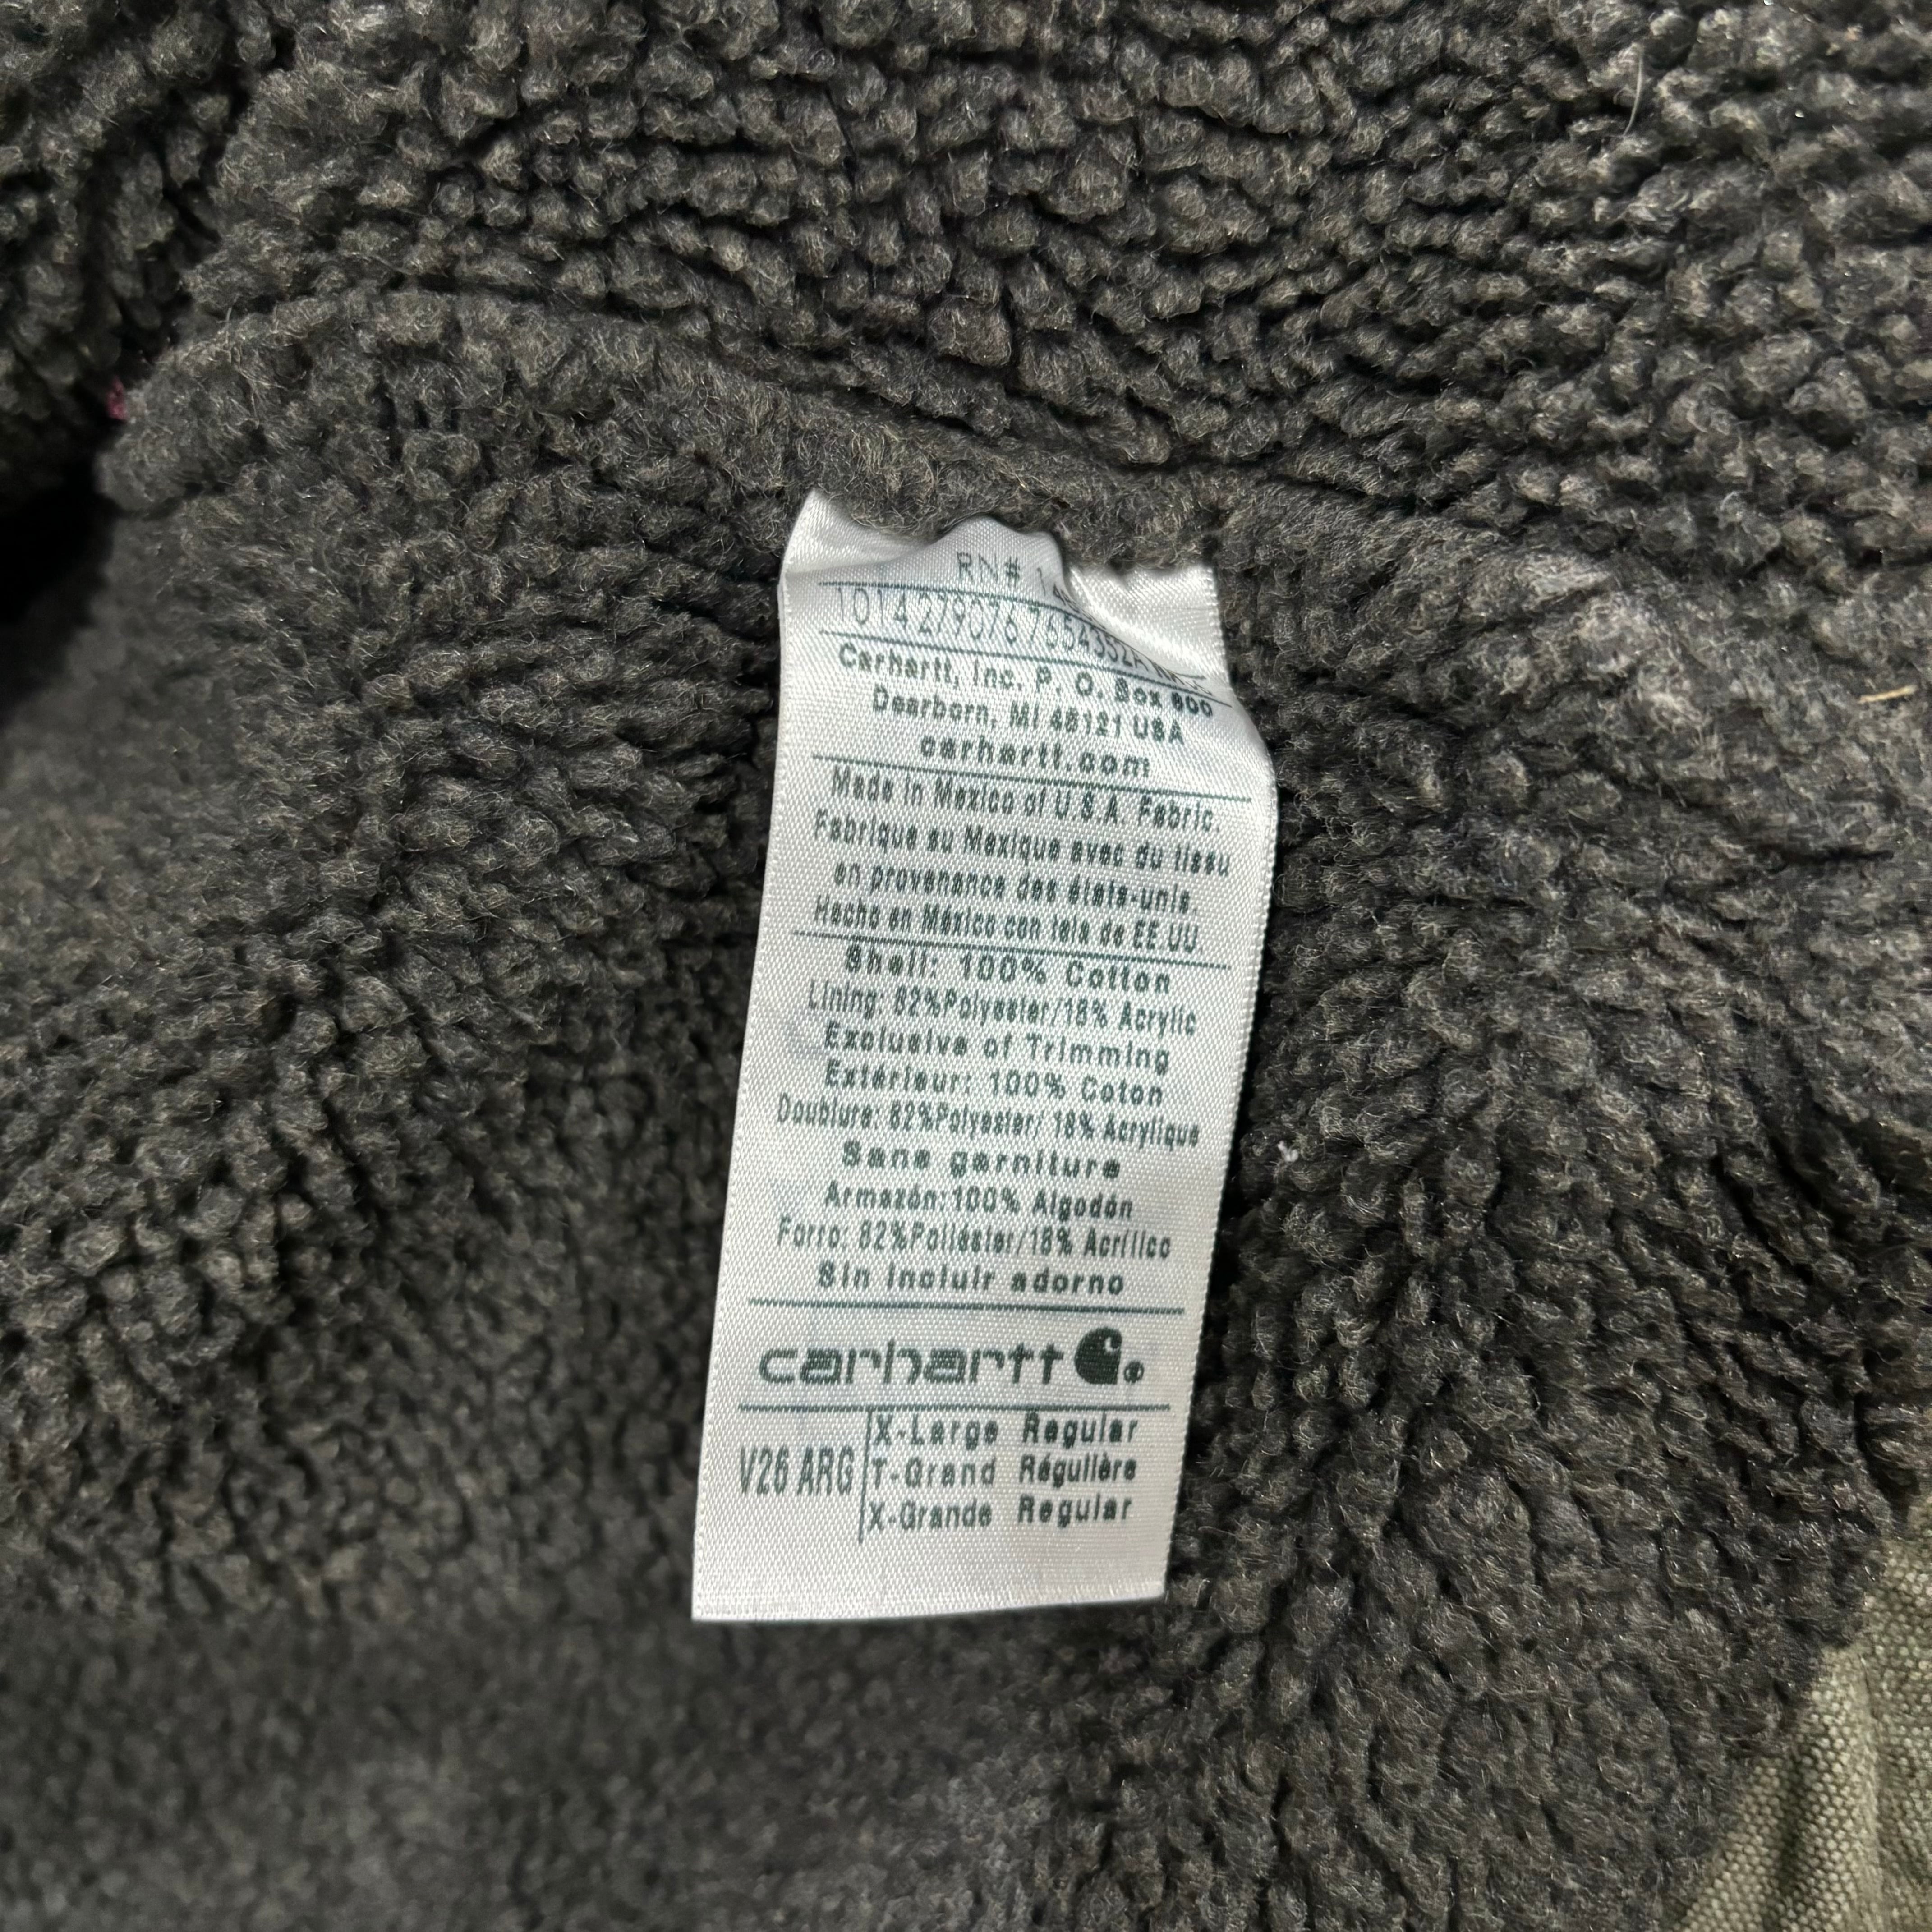 RN#
Carhartt, Inc. P. O. Box 600
Dearborn, MI 48121 USA
carhartt.com
Made in Mexico of U.S.A. Fabric.
Fabrique au Mexique avec du tissu
en provenance des états-unis.
Hecho en México con tela de EE.UU.
Shell: 100% Cotton
Lining: 82%Polyester/18% Acrylic
Exclusive of Trimming
Extérieur: 100% Coton
Doublure: 82%Polyester/ 18% Acrylique
Sans garniture
Armazón:100% Algodón
Forro: 82%Poliéster/18% Acrílico
Sin incluir adorno
carhartt
V26 ARG
X-Large Regular
T-Grand Régulière
X-Grande Regular